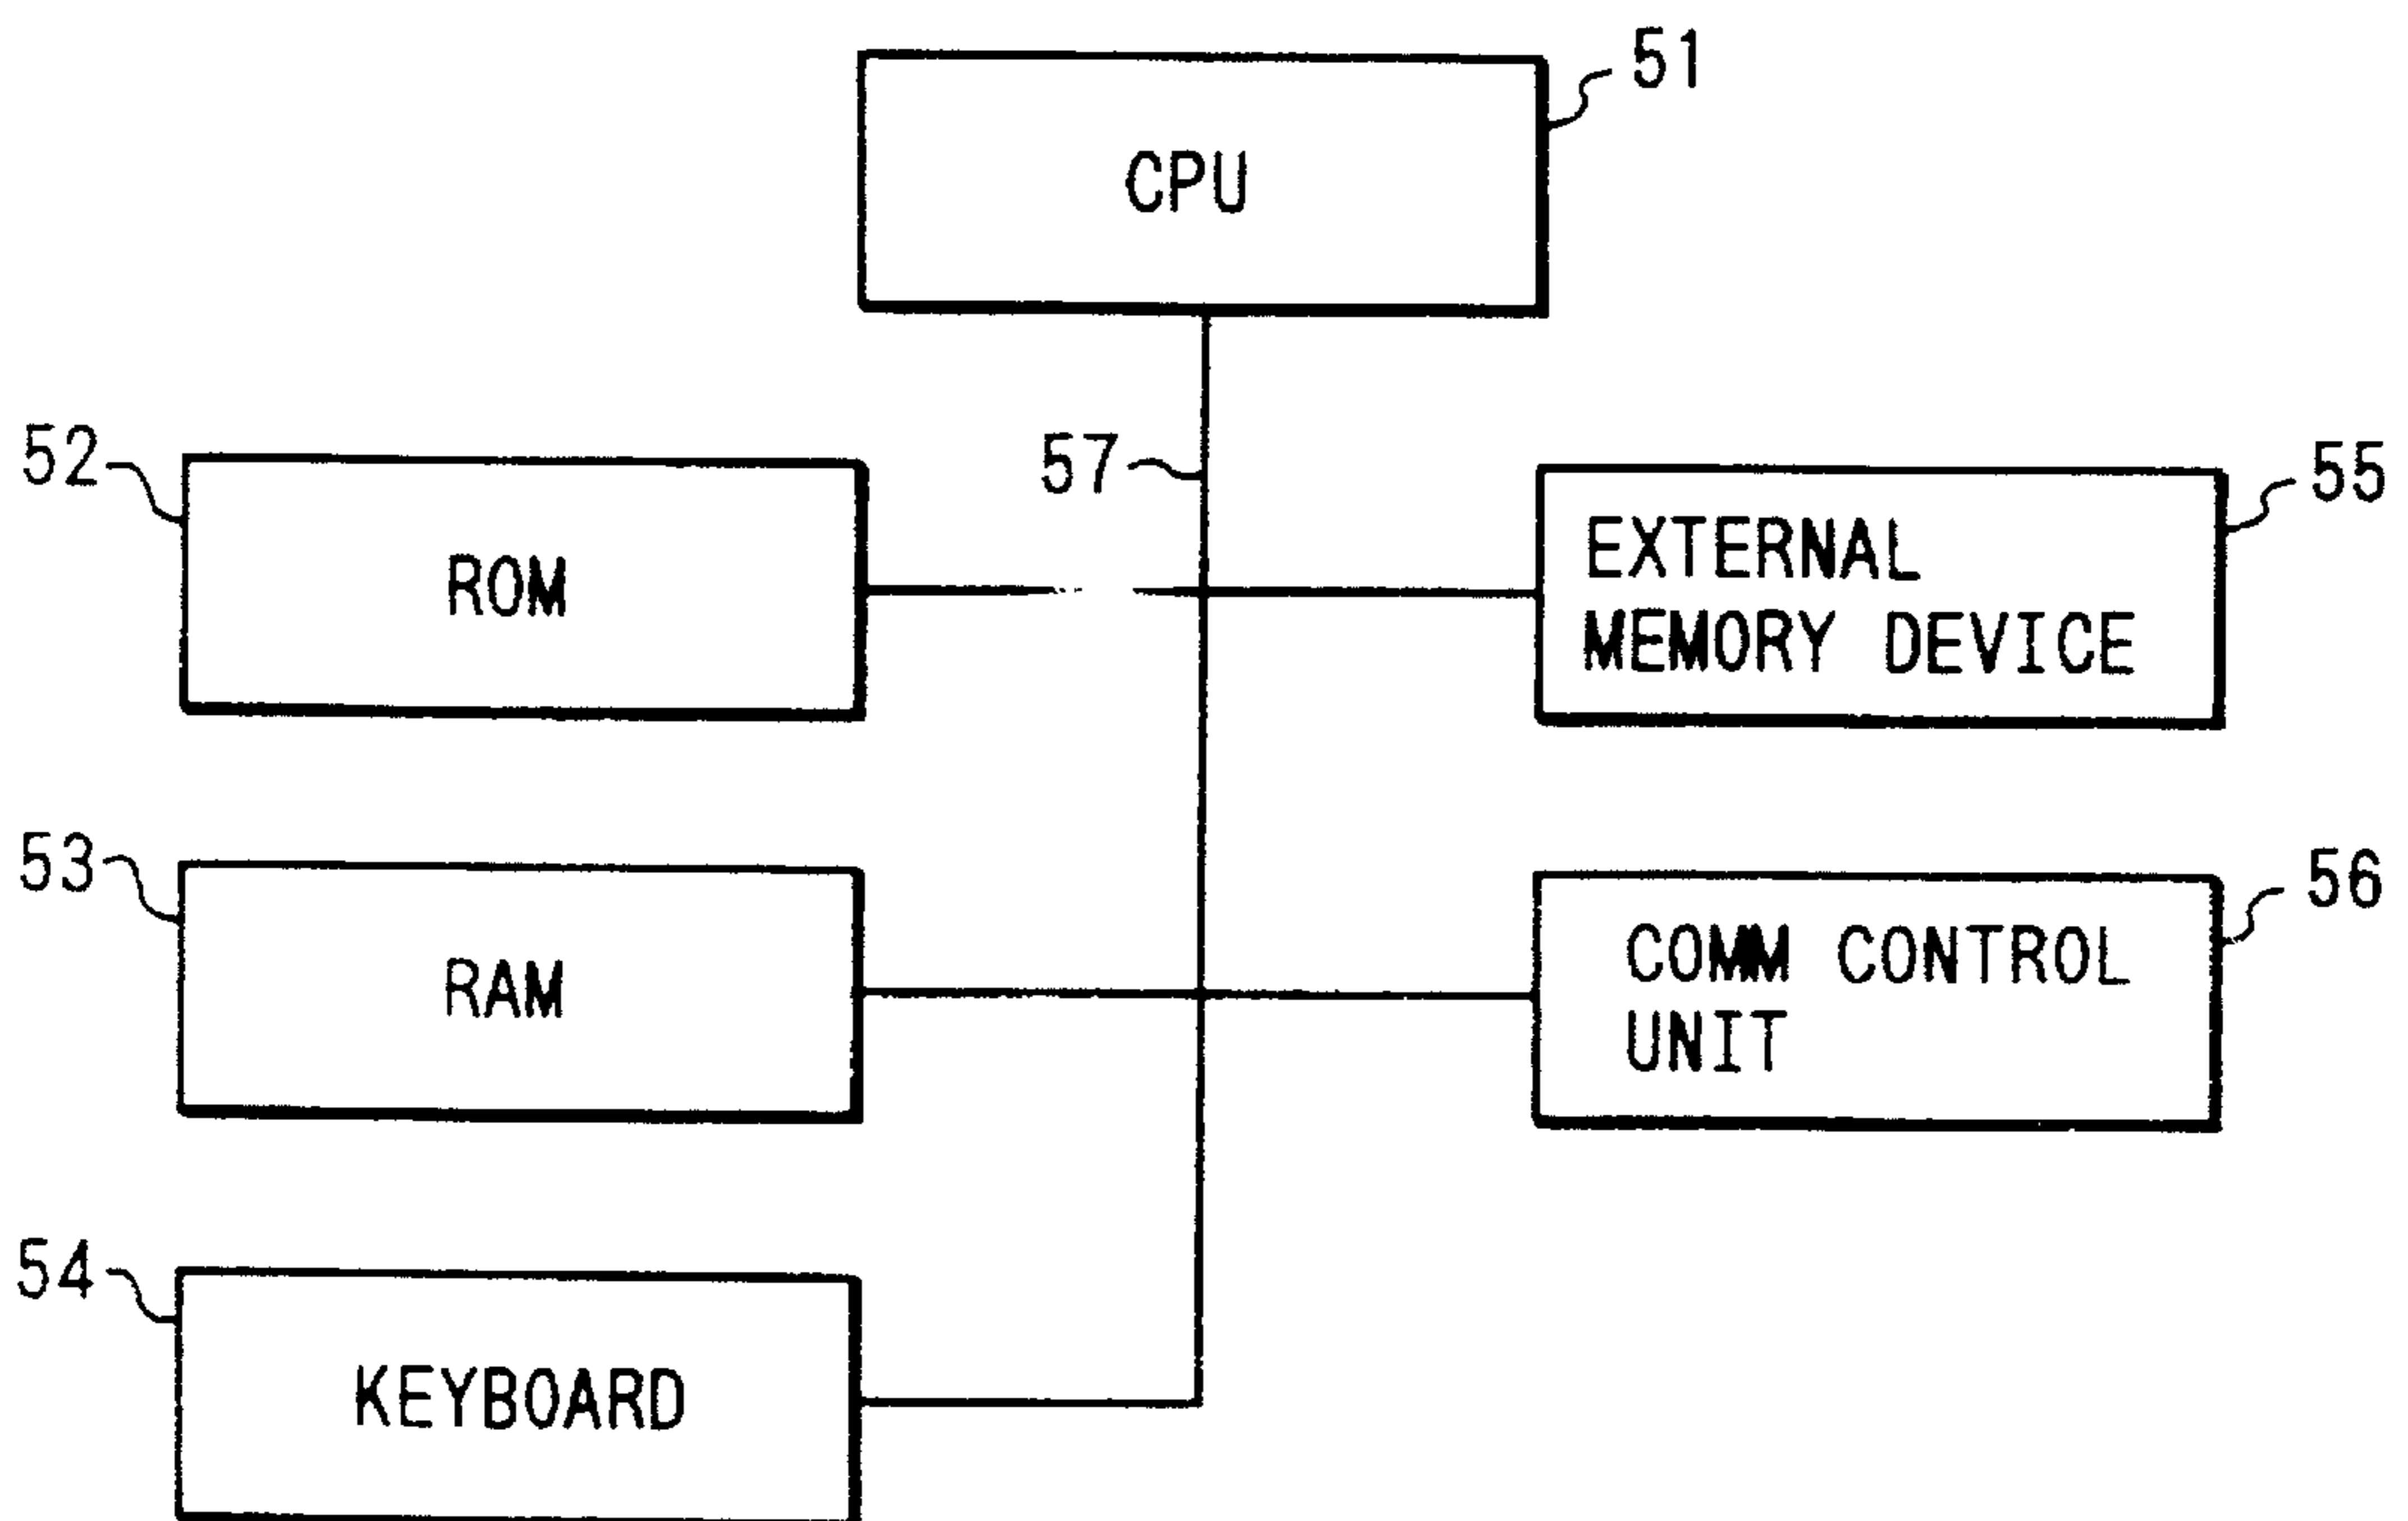 51
CPU
52
57
55
ROM
EXTERNAL
MEMORY DEVICE
53
56
RAM
COMM CONTROL
UNIT
54
KEYBOARD